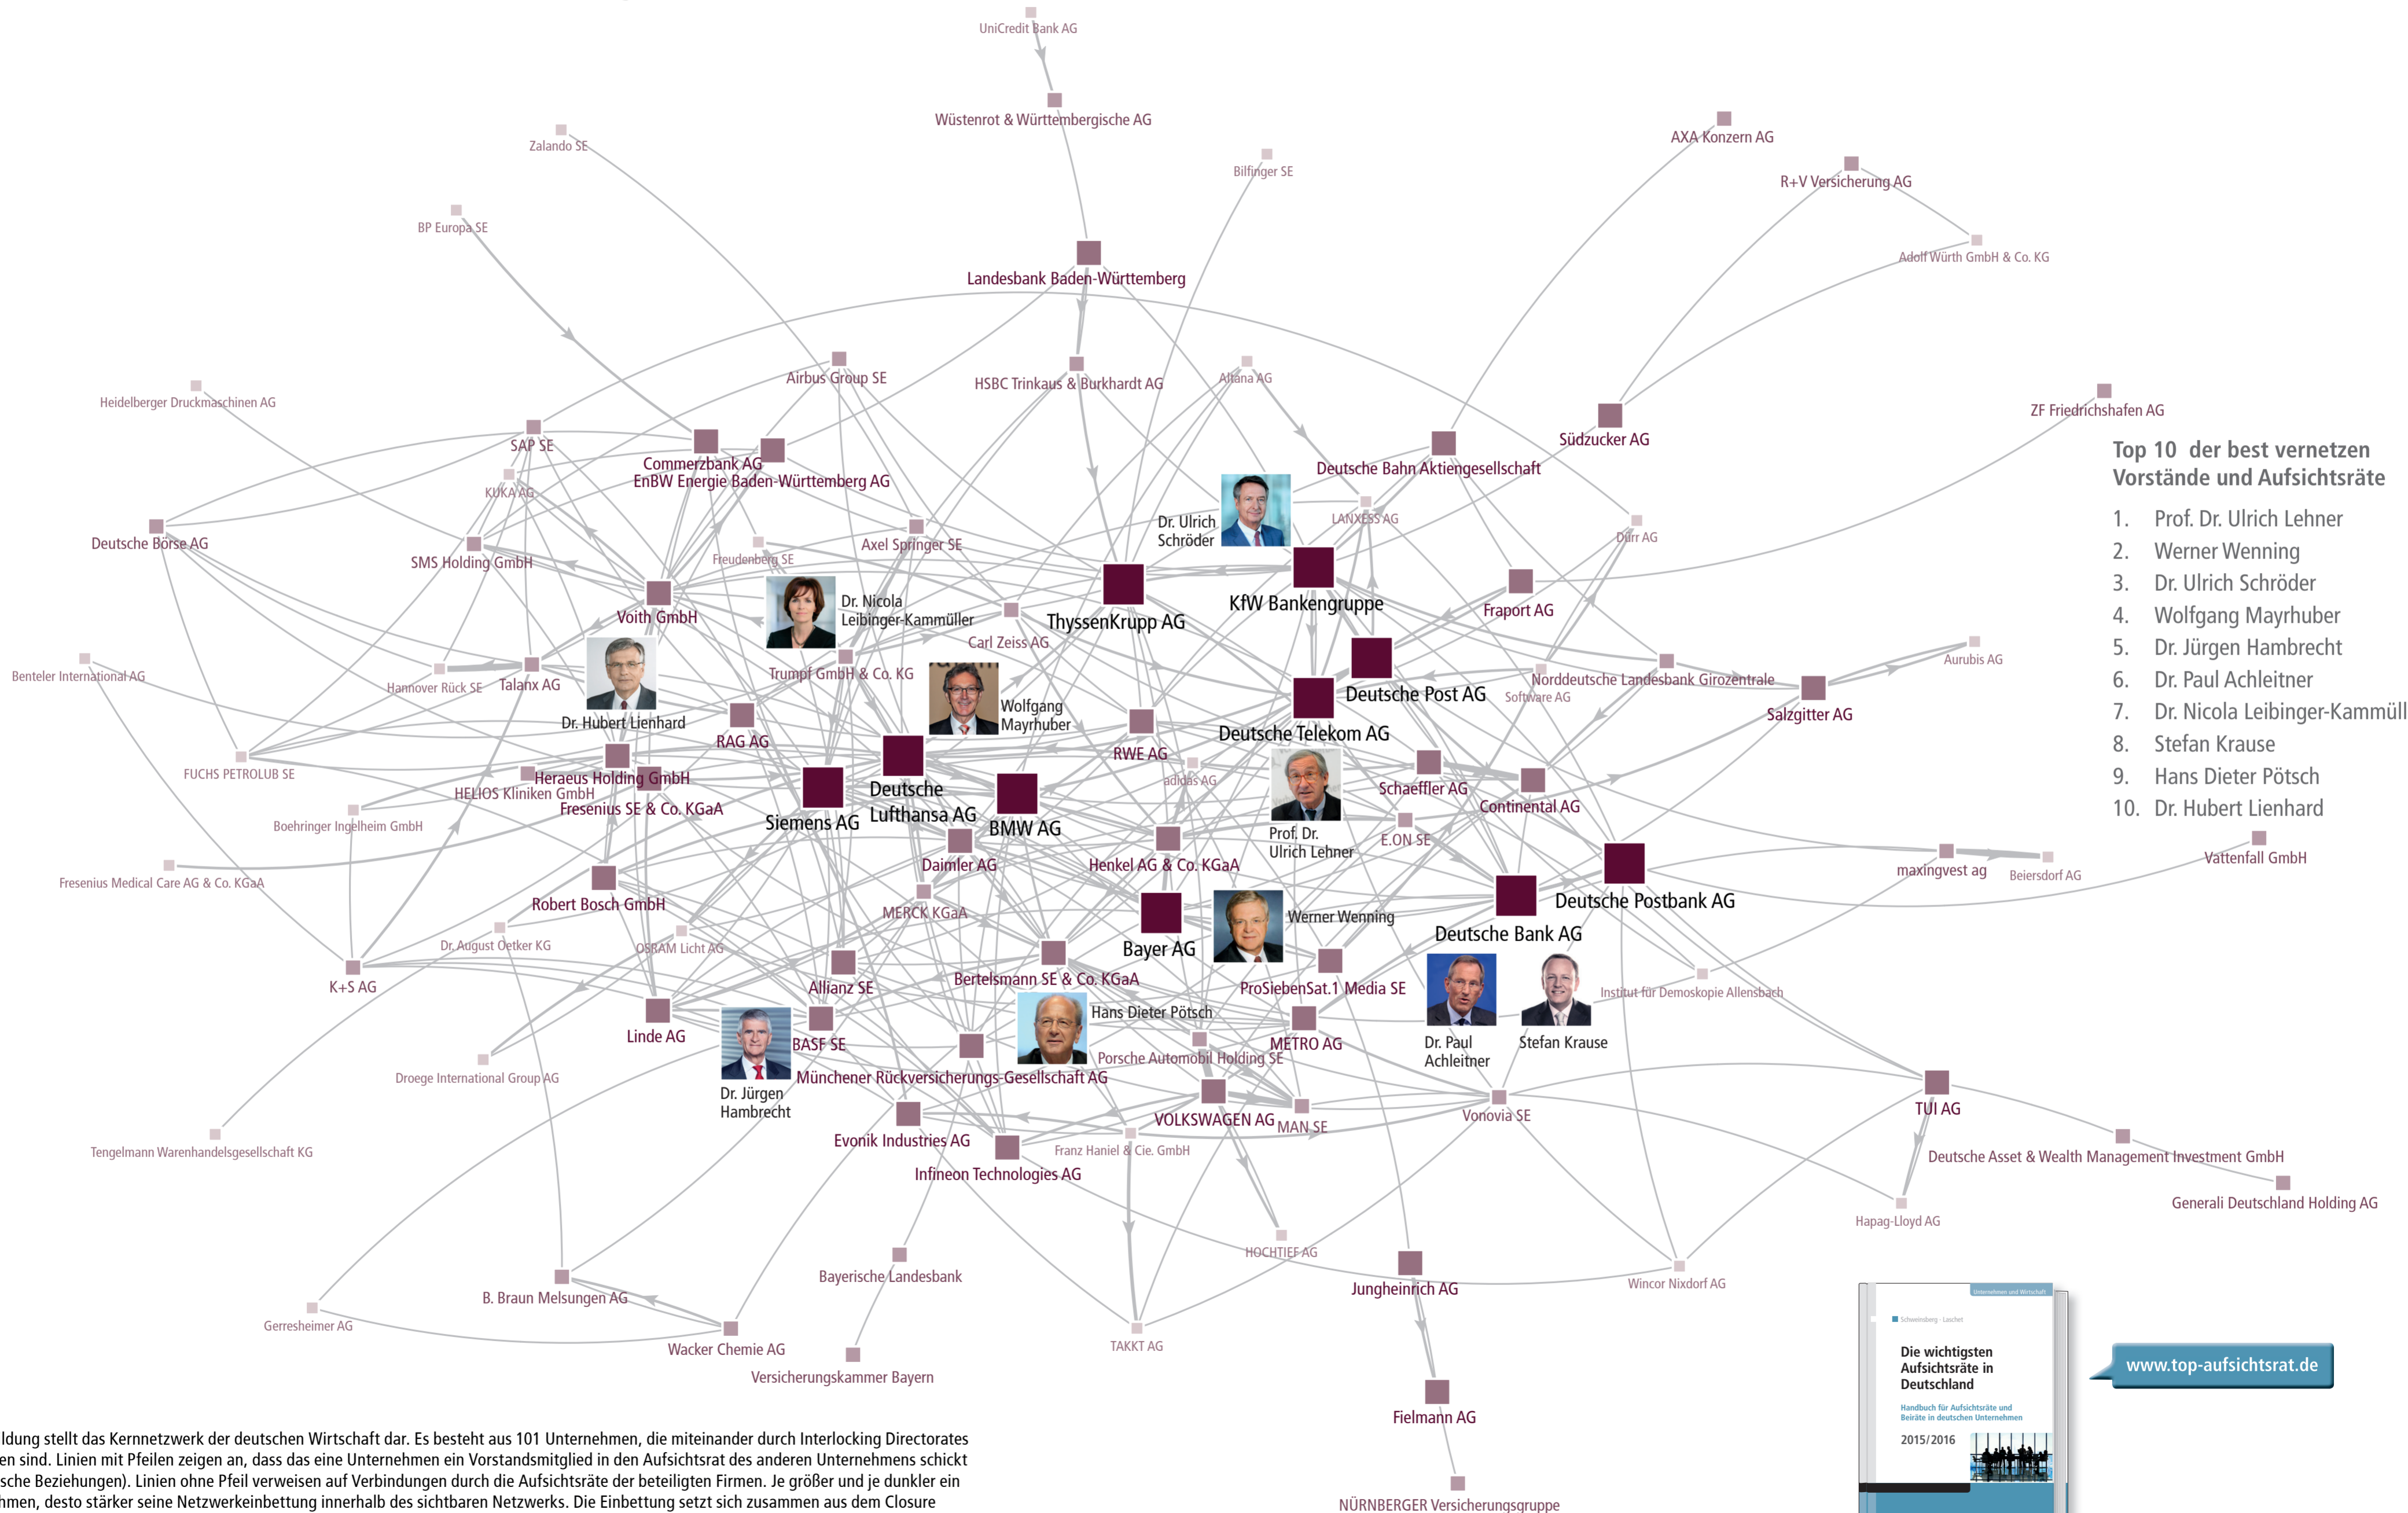 UniCredit Bank AG
Wüstenrot & Württembergische AG
AXA Konzern AG
Zalando SE
Bilfinger SE
R+V Versicherung AG
BP Europa SE
Adolf Würth GmbH & Co. KG
Landesbank Baden-Württemberg
Airbus Group SE
HSBC Trinkaus & Burkhardt AG
Altana AG
Heidelberger Druckmaschinen AG
ZF Friedrichshafen AG
SAP SE
Südzucker AG
Commerzbank AG
Deutsche Bahn Aktiengesellschaft
EnBW Energie Baden-Württemberg AG
KUKA AG
LANXESS AG
Dr. Ulrich
Schröder
Dürr AG
Deutsche Börse AG
Axel Springer SE
SMS Holding GmbH
Freudenberg SE
Dr. Nicola
Leibinger-Kammüller
KfW Bankengruppe
Fraport AG
Voith GmbH
ThyssenKrupp AG
Carl Zeiss AG
Aurubis AG
Benteler International AG
Trumpf GmbH & Co. KG
Norddeutsche Landesbank Girozentrale
Hannover Rück SE
Talanx AG
Deutsche Post AG
Software AG
Salzgitter AG
Wolfgang
Mayrhuber
Dr. Hubert Lienhard
Deutsche Telekom AG
RAG AG
RWE AG
FUCHS PETROLUB SE
Heraeus Holding GmbH
adidas AG
Schaeffler AG
HELIOS Kliniken GmbH
Deutsche
Lufthansa AG
Continental AG
Fresenius SE & Co. KGaA
Siemens AG
BMW AG
Boehringer Ingelheim GmbH
Prof. Dr.
Ulrich Lehner
E.ON SE
Daimler AG
Henkel AG & Co. KGaA
Vattenfall GmbH
maxingvest ag
Beiersdorf AG
Fresenius Medical Care AG & Co. KGaA
Robert Bosch GmbH
MERCK KGaA
Werner Wenning
Deutsche Postbank AG
Deutsche Bank AG
Dr. August Oetker KG
OSRAM Licht AG
Bayer AG
Bertelsmann SE & Co. KGaA
K+S AG
Allianz SE
ProSiebenSat.1 Media SE
Institut für Demoskopie Allensbach
Hans Dieter Pötsch
Linde AG
BASF SE
METRO AG
Dr. Paul
Achleitner
Stefan Krause
Porsche Automobil Holding SE
Droege International Group AG
Münchener Rückversicherungs-Gesellschaft AG
Dr. Jürgen
Hambrecht
VOLKSWAGEN AG
MAN SE
Vonovia SE
TUI AG
Evonik Industries AG
Franz Haniel & Cie. GmbH
Tengelmann Warenhandelsgesellschaft KG
Deutsche Asset & Wealth Management Investment GmbH
Infineon Technologies AG
Generali Deutschland Holding AG
Hapag-Lloyd AG
HOCHTIEF AG
Bayerische Landesbank
Wincor Nixdorf AG
Jungheinrich AG
B. Braun Melsungen AG
Gerresheimer AG
TAKKT AG
Wacker Chemie AG
Versicherungskammer Bayern
Fielmann AG
NÜRNBERGER Versicherungsgruppe
Top 10 der best vernetzen
Vorstände und Aufsichtsräte
1. Prof. Dr. Ulrich Lehner
2. Werner Wenning
3. Dr. Ulrich Schröder
4. Wolfgang Mayrhuber
5. Dr. Jürgen Hambrecht
6. Dr. Paul Achleitner
7. Dr. Nicola Leibinger-Kammüll
8. Stefan Krause
9. Hans Dieter Pötsch
10. Dr. Hubert Lienhard
Unternehmen und Wirtschaft
Schweinsberg · Laschet
Die wichtigsten
Aufsichtsräte in
Deutschland
Handbuch für Aufsichtsräte und
Beiräte in deutschen Unternehmen
2015/2016
www.top-aufsichtsrat.de
ldung stellt das Kernnetzwerk der deutschen Wirtschaft dar. Es besteht aus 101 Unternehmen, die miteinander durch Interlocking Directorates
en sind. Linien mit Pfeilen zeigen an, dass das eine Unternehmen ein Vorstandsmitglied in den Aufsichtsrat des anderen Unternehmens schickt
sche Beziehungen). Linien ohne Pfeil verweisen auf Verbindungen durch die Aufsichtsräte der beteiligten Firmen. Je größer und je dunkler ein
hmen, desto stärker seine Netzwerkeinbettung innerhalb des sichtbaren Netzwerks. Die Einbettung setzt sich zusammen aus dem Closure